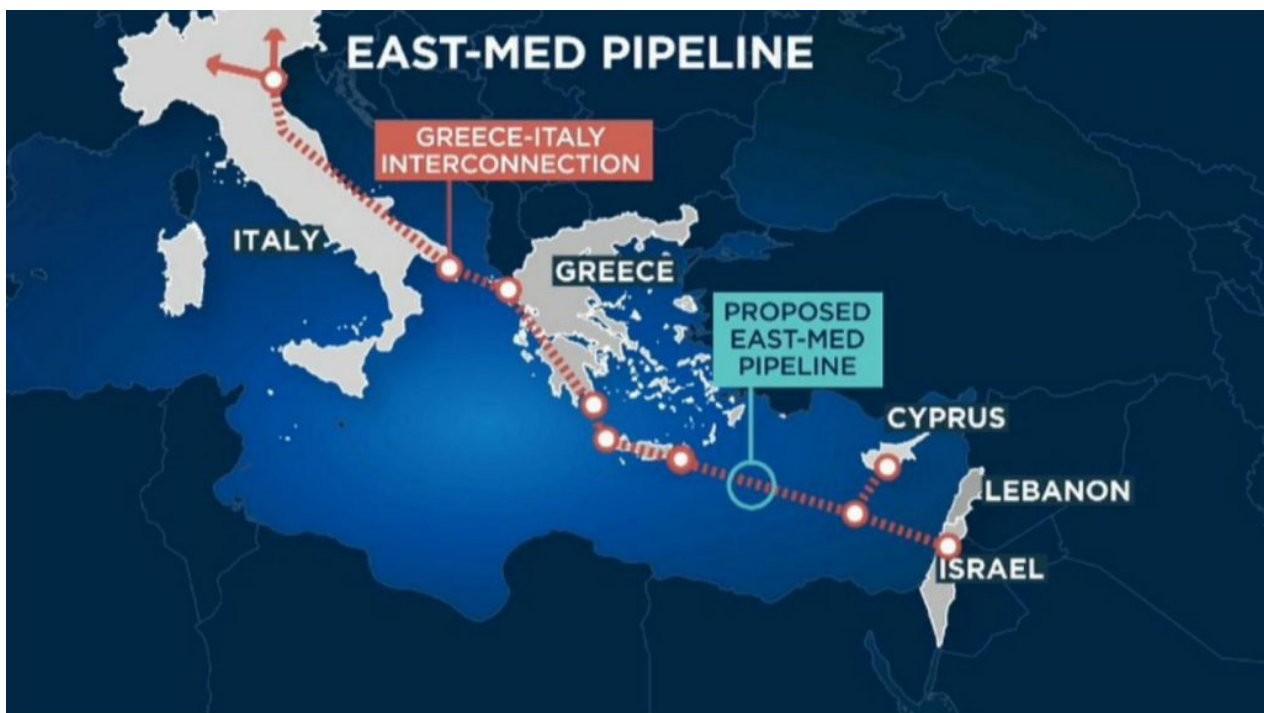 EAST-MED PIPELINE
GREECE-ITALY
INTERCONNECTION
ITALY
GREECE
PROPOSED
EAST-MED
PIPELINE
CYPRUS
LEBANON
ISRAEL